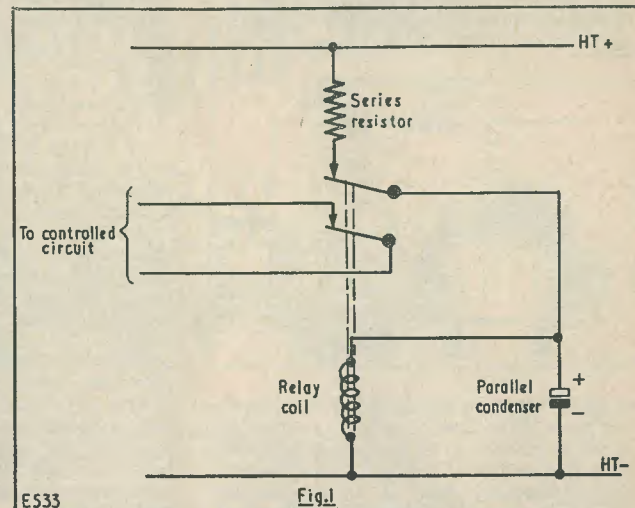 HT +
Series
resistor
To controlled
circuit
Relay
coil
Parallel
condenser
+
−
HT−
ES33
Fig.1